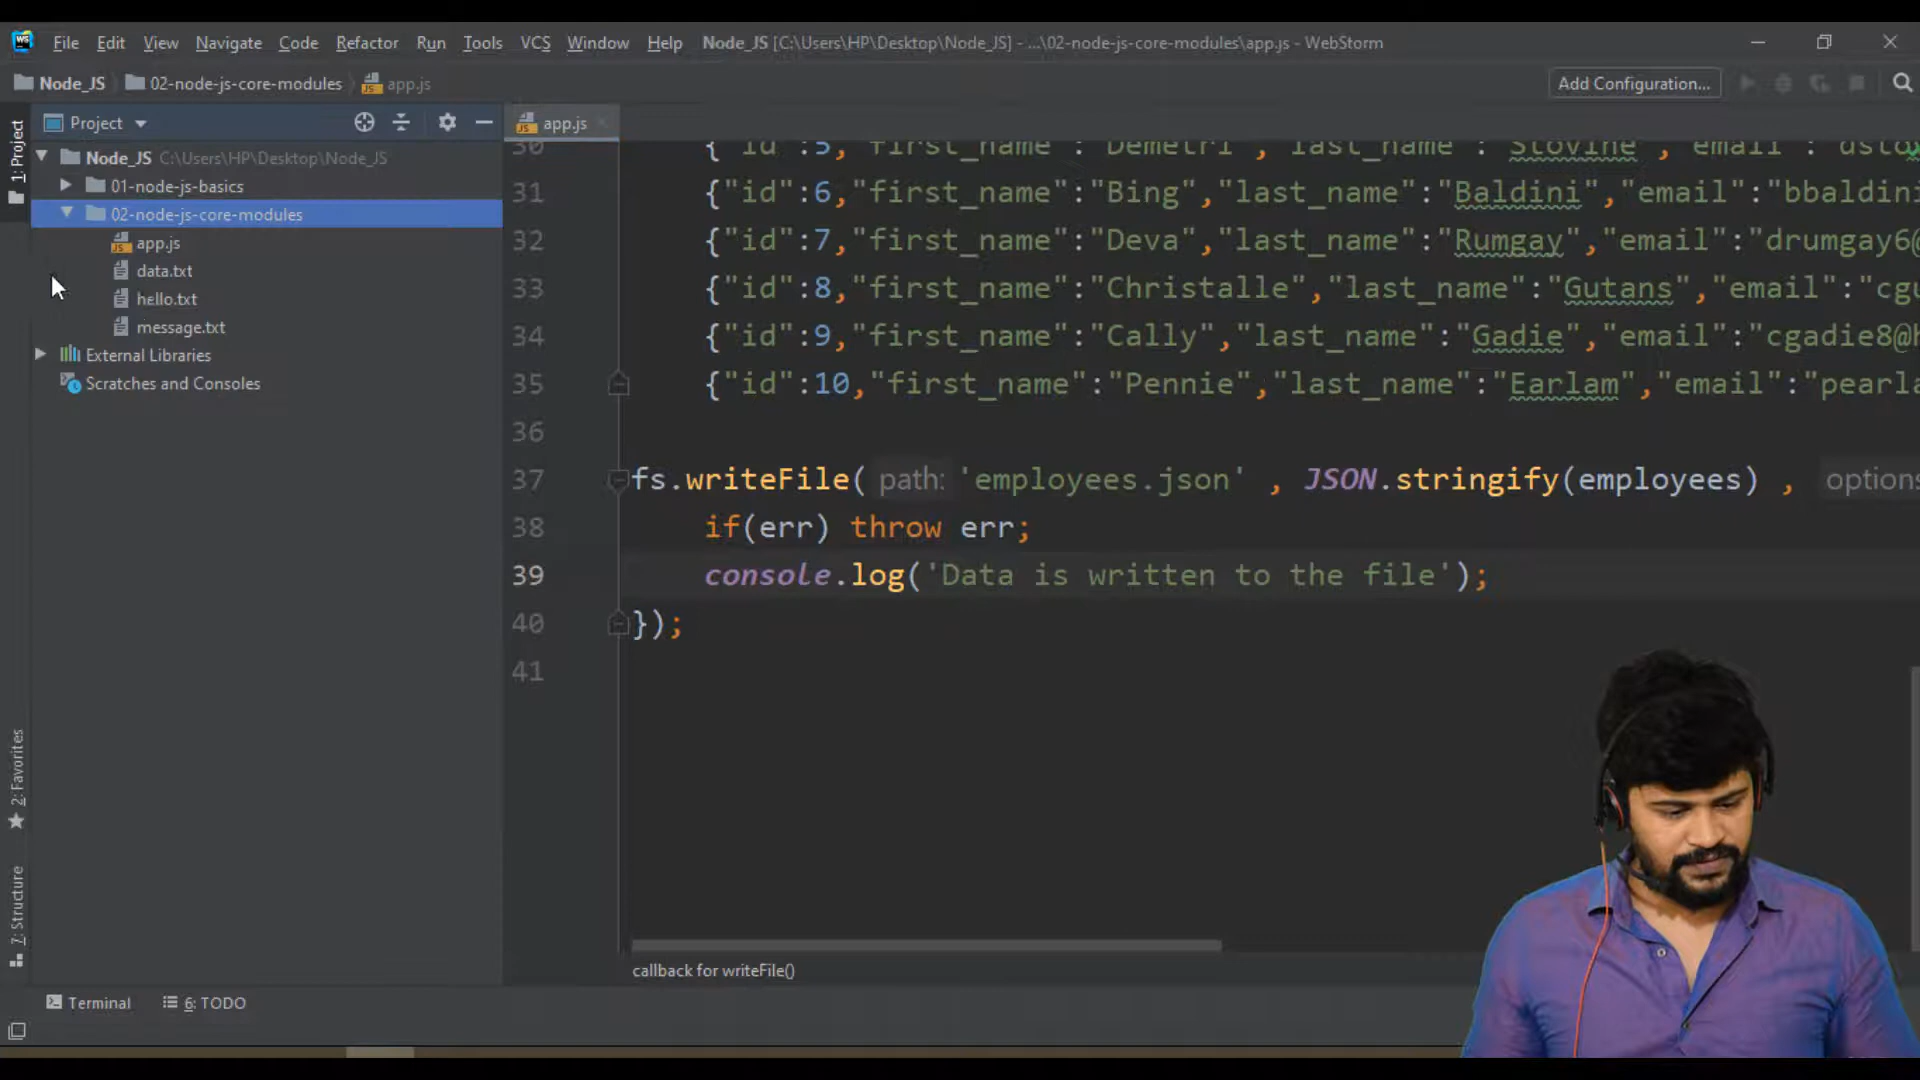 WS File Edit View Navigate Code Refactor Run Tools VCS Window Help Node_JS [C:\Users\HP\Desktop\Node_JS] - ...\02-node-js-core-modules\app.js - WebStorm
Node_JS 02-node-js-core-modules app.js Add Configuration...
1: Project
Project
app.js
Node_JS C:\Users\HP\Desktop\Node_JS
01-node-js-basics
02-node-js-core-modules
app.js
data.txt
hello.txt
message.txt
External Libraries
Scratches and Consoles
30 {"id":5,"first_name":"Demetri","last_name":"Stovine","email":"dstov
31 {"id":6,"first_name":"Bing","last_name":"Baldini","email":"bbaldini
32 {"id":7,"first_name":"Deva","last_name":"Rumgay","email":"drumgay6@
33 {"id":8,"first_name":"Christalle","last_name":"Gutans","email":"cgu
34 {"id":9,"first_name":"Cally","last_name":"Gadie","email":"cgadie8@h
35 {"id":10,"first_name":"Pennie","last_name":"Earlam","email":"pearla
36
37 fs.writeFile( path: 'employees.json' , JSON.stringify(employees) , options
38 if(err) throw err;
39 console.log('Data is written to the file');
40 });
41
callback for writeFile()
2: Favorites
7: Structure
Terminal 6: TODO